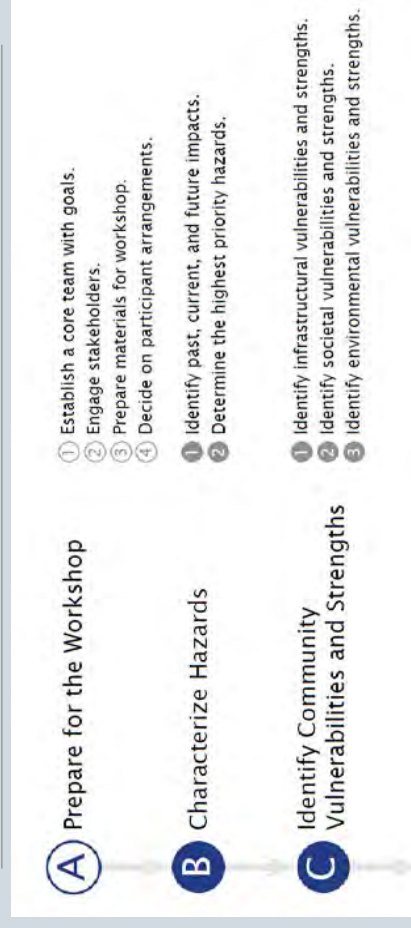 A Prepare for the Workshop
1 Establish a core team with goals.
2 Engage stakeholders.
3 Prepare materials for workshop.
4 Decide on participant arrangements.
B Characterize Hazards
1 Identify past, current, and future impacts.
2 Determine the highest priority hazards.
C Identify Community
Vulnerabilities and Strengths
1 Identify infrastructural vulnerabilities and strengths.
2 Identify societal vulnerabilities and strengths.
3 Identify environmental vulnerabilities and strengths.